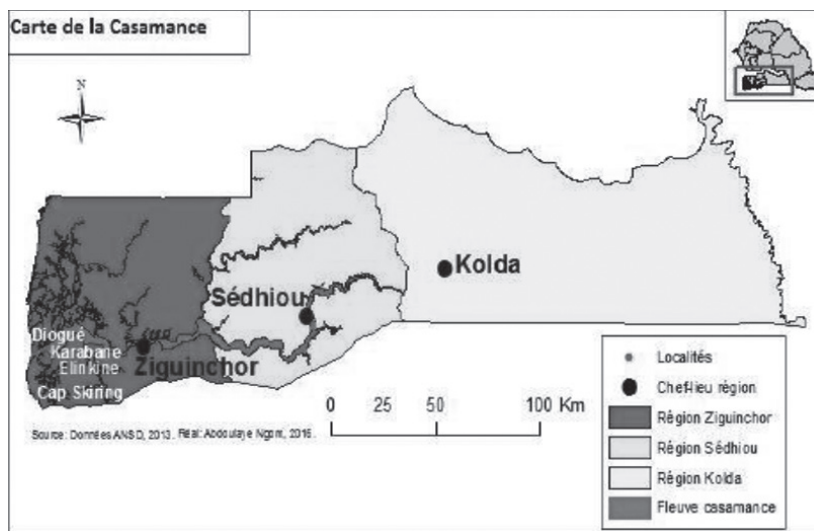 Carte de la Casamance
N
Kolda
Sédhiou
Diogué
Karabane
Elinkine
Ziguinchor
Cap Skiring
0 25 50 100 Km
Source: Données ANSD, 2013. Réal: Abdoulaye Ngom, 2016.
Localités
Chef-lieu région
Région Ziguinchor
Région Sédhiou
Région Kolda
Fleuve casamance